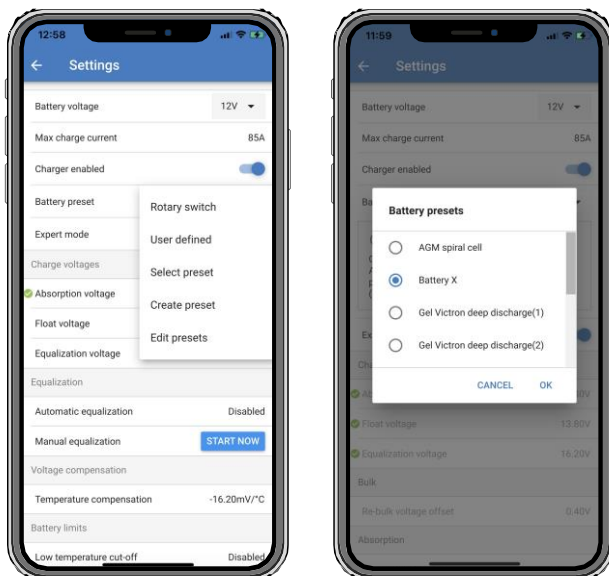 12:58
Settings
Battery voltage 12V
Max charge current 85A
Charger enabled
Battery preset
Expert mode
Rotary switch
User defined
Select preset
Create preset
Edit presets
Charge voltages
Absorption voltage
Float voltage
Equalization voltage
Equalization
Automatic equalization Disabled
Manual equalization START NOW
Voltage compensation
Temperature compensation -16.20mV/°C
Battery limits
Low temperature cut-off Disabled
11:59
Settings
Battery voltage 12V
Max charge current 85A
Charger enabled
Battery presets
AGM spiral cell
Battery X
Gel Victron deep discharge(1)
Gel Victron deep discharge(2)
CANCEL OK
Float voltage 13.80V
Equalization voltage 16.20V
Bulk
Re-bulk voltage offset 0.40V
Absorption